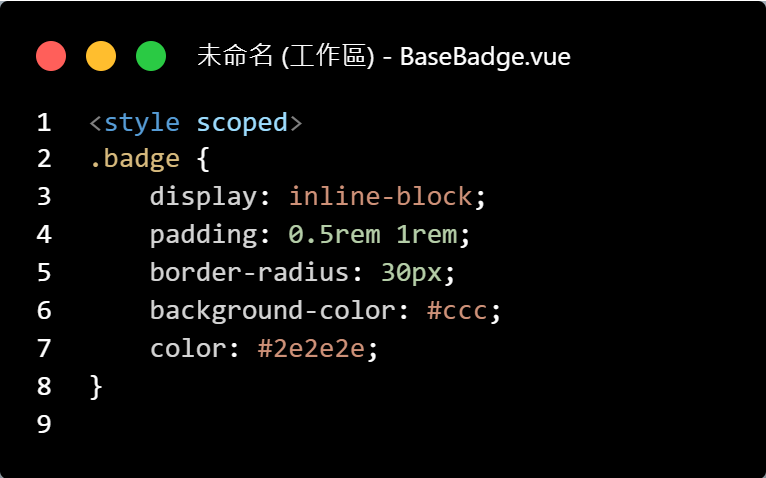 未命名 (工作區) - BaseBadge.vue
1 <style scoped>
2 .badge {
3     display: inline-block;
4     padding: 0.5rem 1rem;
5     border-radius: 30px;
6     background-color: #ccc;
7     color: #2e2e2e;
8 }
9